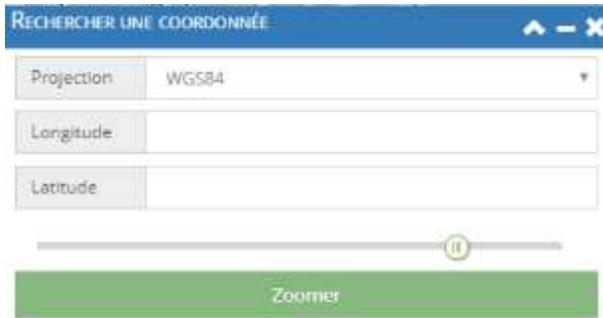 RECHERCHER UNE COORDONNÉE
Projection WGS84
Longitude
Latitude
Zoomer